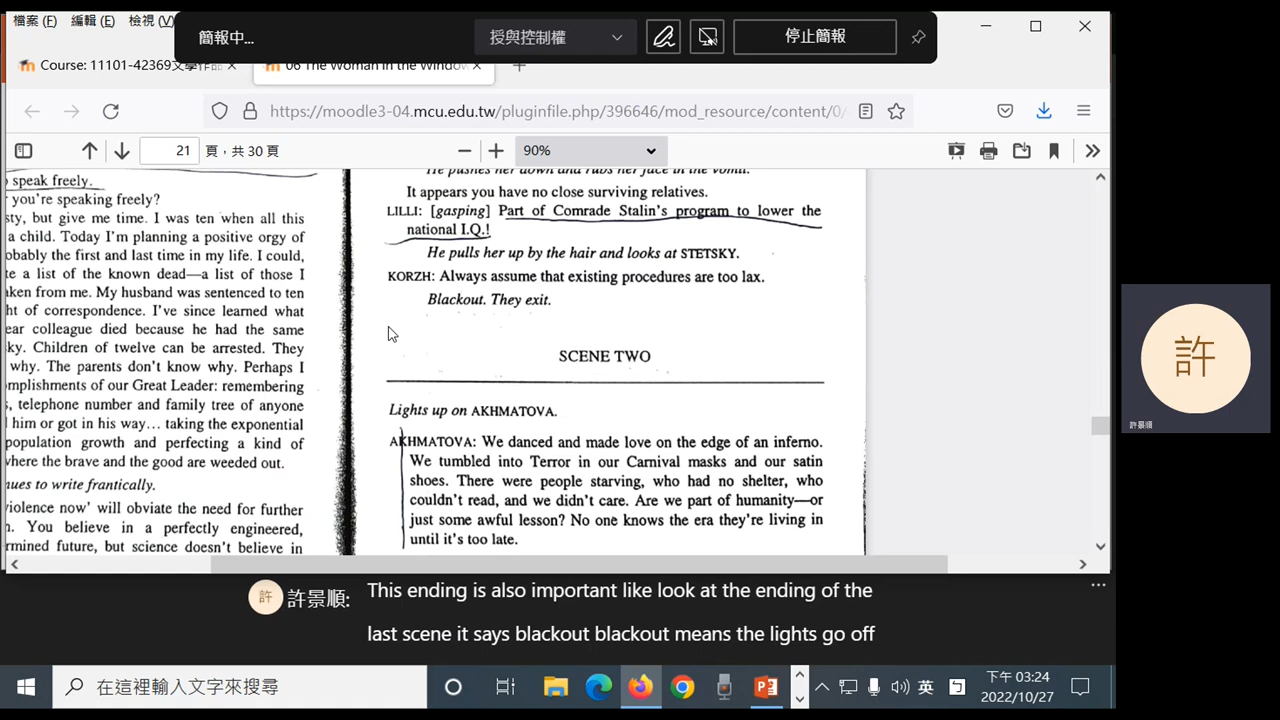 檔案 (F) 編輯 (E) 檢視 (V)
簡報中...
授與控制權
停止簡報
Course: 11101-42369文學作品
06 The Woman in the Window
https://moodle3-04.mcu.edu.tw/pluginfile.php/396646/mod_resource/content/0/
21 頁，共 30 頁
90%
speak freely.
you're speaking freely?
sty, but give me time. I was ten when all this
a child. Today I'm planning a positive orgy of
obably the first and last time in my life. I could,
te a list of the known dead—a list of those I
aken from me. My husband was sentenced to ten
ht of correspondence. I've since learned what
ear colleague died because he had the same
ky. Children of twelve can be arrested. They
why. The parents don't know why. Perhaps I
omplishments of our Great Leader: remembering
s, telephone number and family tree of anyone
him or got in his way... taking the exponential
population growth and perfecting a kind of
where the brave and the good are weeded out.
nues to write frantically.
violence now' will obviate the need for further
n. You believe in a perfectly engineered,
rmined future, but science doesn't believe in
He pushes her down and rubs her face in the vomit.
It appears you have no close surviving relatives.
LILLI: [gasping] Part of Comrade Stalin's program to lower the
national I.Q.!
He pulls her up by the hair and looks at STETSKY.
KORZH: Always assume that existing procedures are too lax.
Blackout. They exit.
SCENE TWO
Lights up on AKHMATOVA.
AKHMATOVA: We danced and made love on the edge of an inferno.
We tumbled into Terror in our Carnival masks and our satin
shoes. There were people starving, who had no shelter, who
couldn't read, and we didn't care. Are we part of humanity—or
just some awful lesson? No one knows the era they're living in
until it's too late.
許
許景順
許
許景順:
This ending is also important like look at the ending of the
last scene it says blackout blackout means the lights go off
在這裡輸入文字來搜尋
英
下午 03:24
2022/10/27